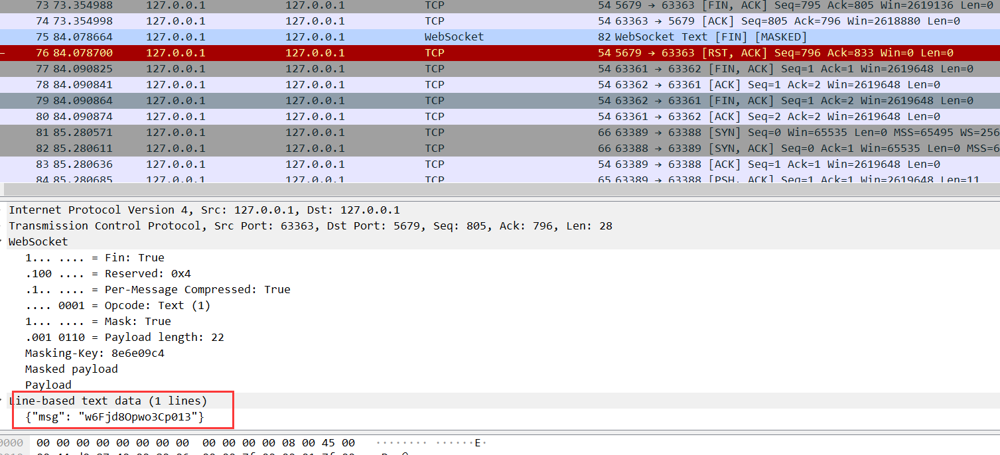 73 73.354988 127.0.0.1 127.0.0.1 TCP 54 5679 → 63363 [FIN, ACK] Seq=795 Ack=805 Win=2619136 Len=0
74 73.354998 127.0.0.1 127.0.0.1 TCP 54 63363 → 5679 [ACK] Seq=805 Ack=796 Win=2618880 Len=0
75 84.078664 127.0.0.1 127.0.0.1 WebSocket 82 WebSocket Text [FIN] [MASKED]
76 84.078700 127.0.0.1 127.0.0.1 TCP 54 5679 → 63363 [RST, ACK] Seq=796 Ack=833 Win=0 Len=0
77 84.090825 127.0.0.1 127.0.0.1 TCP 54 63361 → 63362 [FIN, ACK] Seq=1 Ack=1 Win=2619648 Len=0
78 84.090841 127.0.0.1 127.0.0.1 TCP 54 63362 → 63361 [ACK] Seq=1 Ack=2 Win=2619648 Len=0
79 84.090864 127.0.0.1 127.0.0.1 TCP 54 63362 → 63361 [FIN, ACK] Seq=1 Ack=2 Win=2619648 Len=0
80 84.090874 127.0.0.1 127.0.0.1 TCP 54 63361 → 63362 [ACK] Seq=2 Ack=2 Win=2619648 Len=0
81 85.280571 127.0.0.1 127.0.0.1 TCP 66 63389 → 63388 [SYN] Seq=0 Win=65535 Len=0 MSS=65495 WS=256
82 85.280611 127.0.0.1 127.0.0.1 TCP 66 63388 → 63389 [SYN, ACK] Seq=0 Ack=1 Win=65535 Len=0 MSS=6
83 85.280636 127.0.0.1 127.0.0.1 TCP 54 63389 → 63388 [ACK] Seq=1 Ack=1 Win=2619648 Len=0
84 85.280685 127.0.0.1 127.0.0.1 TCP 65 63389 → 63388 [PSH, ACK] Seq=1 Ack=1 Win=2619648 Len=11
Internet Protocol Version 4, Src: 127.0.0.1, Dst: 127.0.0.1
Transmission Control Protocol, Src Port: 63363, Dst Port: 5679, Seq: 805, Ack: 796, Len: 28
WebSocket
1... .... = Fin: True
.100 .... = Reserved: 0x4
.1.. .... = Per-Message Compressed: True
.... 0001 = Opcode: Text (1)
1... .... = Mask: True
.001 0110 = Payload length: 22
Masking-Key: 8e6e09c4
Masked payload
Payload
Line-based text data (1 lines)
{"msg": "w6Fjd8Opwo3Cp013"}
0000 00 00 00 00 00 00 00 00 00 00 00 00 08 00 45 00 ········ ······E·